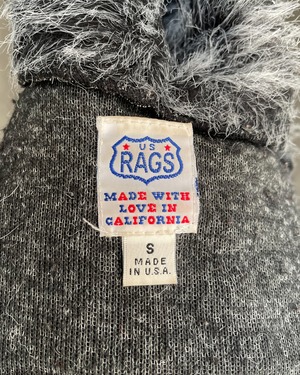 US
RAGS
MADE WITH
LOVE IN
CALIFORNIA
S
MADE
IN U.S.A.